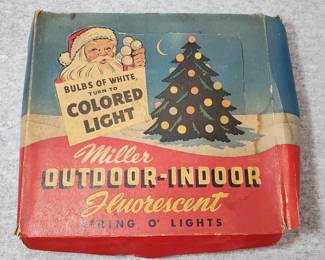 BULBS OF WHITE,
TURN TO
COLORED
LIGHT
Miller
OUTDOOR-INDOOR
Fluorescent
STRING O' LIGHTS